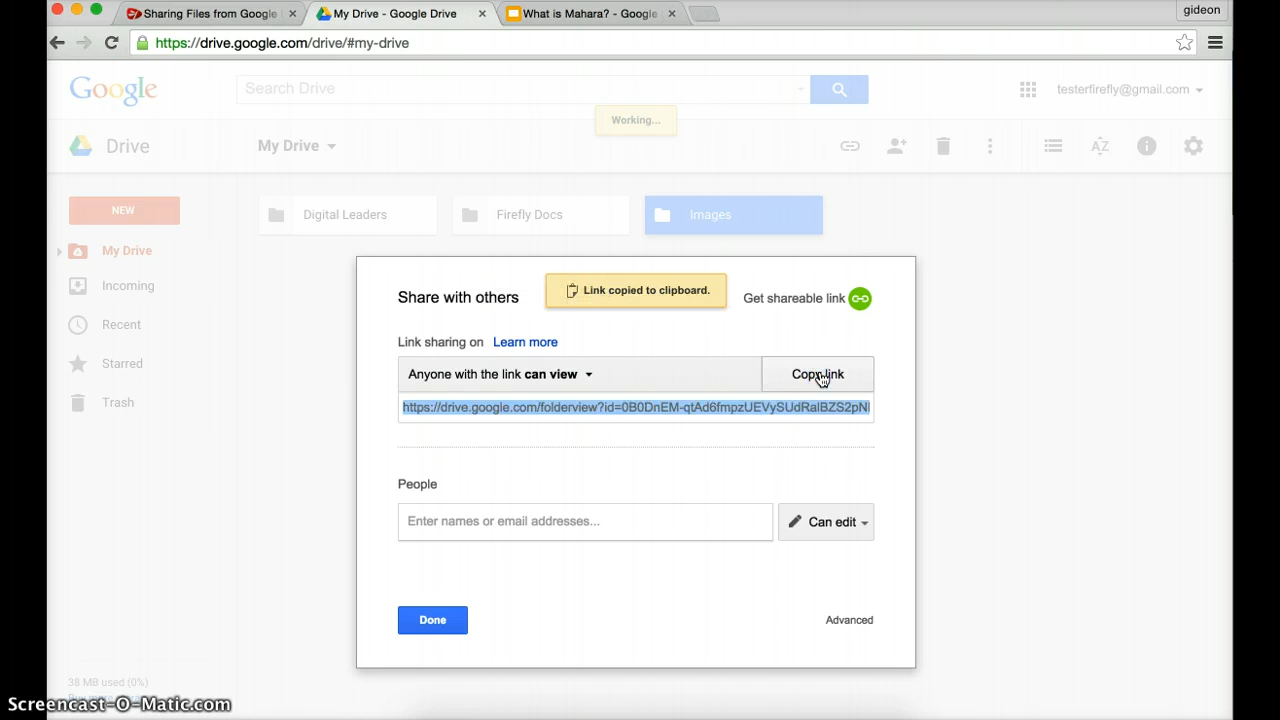 Sharing Files from Google
My Drive - Google Drive
What is Mahara? - Google
gideon
https://drive.google.com/drive/#my-drive
Google
Search Drive
testerfirefly@gmail.com
Working...
Drive
My Drive
NEW
Digital Leaders
Firefly Docs
Images
My Drive
Incoming
Recent
Starred
Trash
Share with others
Link copied to clipboard.
Get shareable link
Link sharing on Learn more
Anyone with the link can view
Copy link
https://drive.google.com/folderview?id=0B0DnEM-qtAd6fmpzUEVySUdRalBZS2pN
People
Enter names or email addresses...
Can edit
Done
Advanced
38 MB used (0%)
Screencast-O-Matic.com